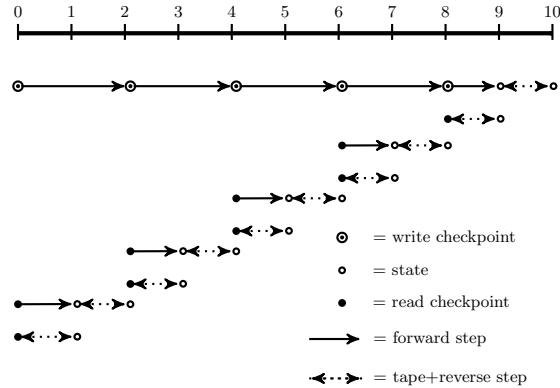 0 1 2 3 4 5 6 7 8 9 10
= write checkpoint
= state
= read checkpoint
= forward step
= tape+reverse step